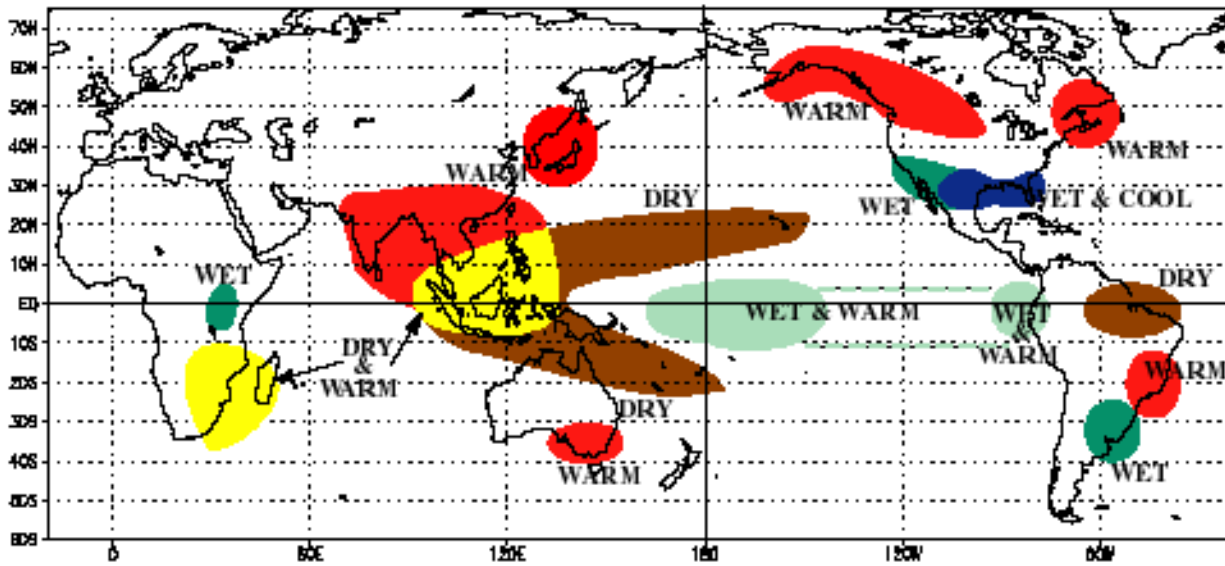 70N
60N
50N
40N
30N
20N
10N
EQ
10S
20S
30S
40S
50S
60S
0
60E
120E
180
120W
60W
WARM
WARM
WARM
DRY
WET
WET & COOL
WET
DRY
WET & WARM
WET
&
WARM
DRY
&
WARM
WARM
DRY
WARM
WET